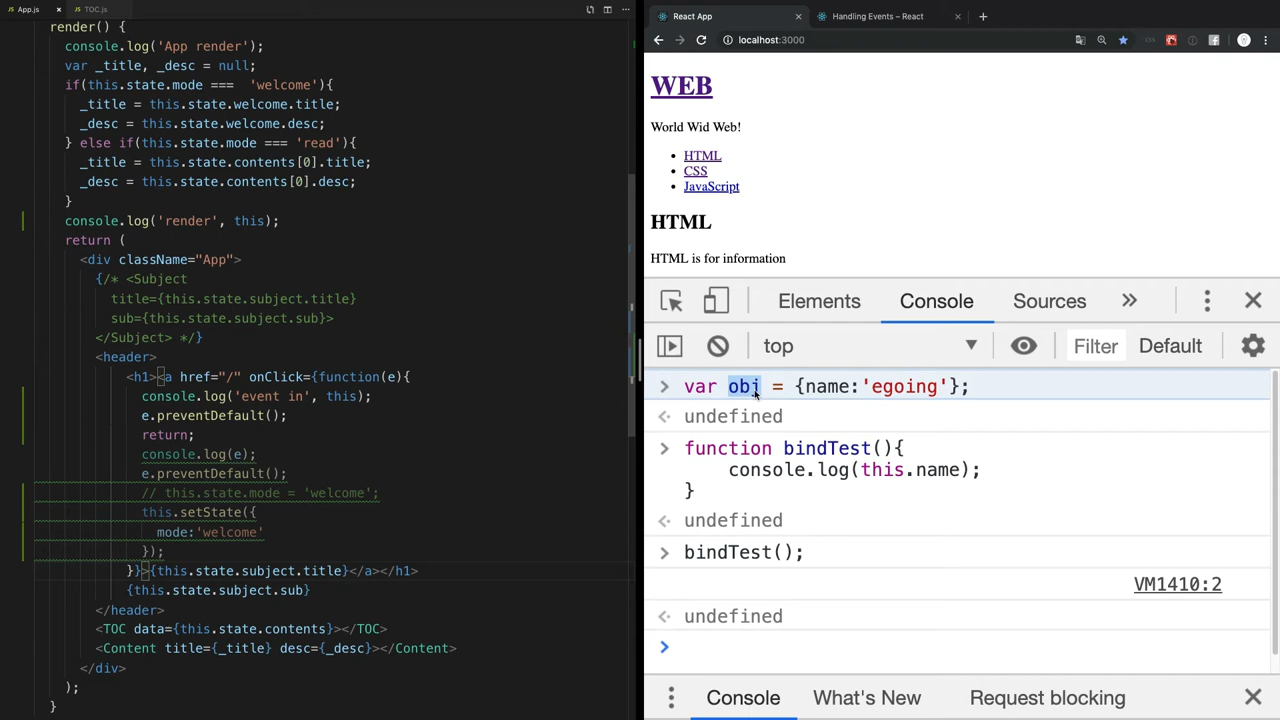 App.js
TOC.js
render() {
console.log('App render');
var _title, _desc = null;
if(this.state.mode === 'welcome'){
_title = this.state.welcome.title;
_desc = this.state.welcome.desc;
} else if(this.state.mode === 'read'){
_title = this.state.contents[0].title;
_desc = this.state.contents[0].desc;
}
console.log('render', this);
return (
<div className="App">
{/* <Subject
title={this.state.subject.title}
sub={this.state.subject.sub}>
</Subject> */}
<header>
<h1><a href="/" onClick={function(e){
console.log('event in', this);
e.preventDefault();
return;
console.log(e);
e.preventDefault();
// this.state.mode = 'welcome';
this.setState({
mode:'welcome'
});
}}>{this.state.subject.title}</a></h1>
{this.state.subject.sub}
</header>
<TOC data={this.state.contents}></TOC>
<Content title={_title} desc={_desc}></Content>
</div>
);
}
React App
Handling Events – React
localhost:3000
WEB
World Wid Web!
HTML
CSS
JavaScript
HTML
HTML is for information
Elements Console Sources
top Filter Default
var obj = {name:'egoing'};
undefined
function bindTest(){
console.log(this.name);
}
undefined
bindTest();
VM1410:2
undefined
Console What's New Request blocking